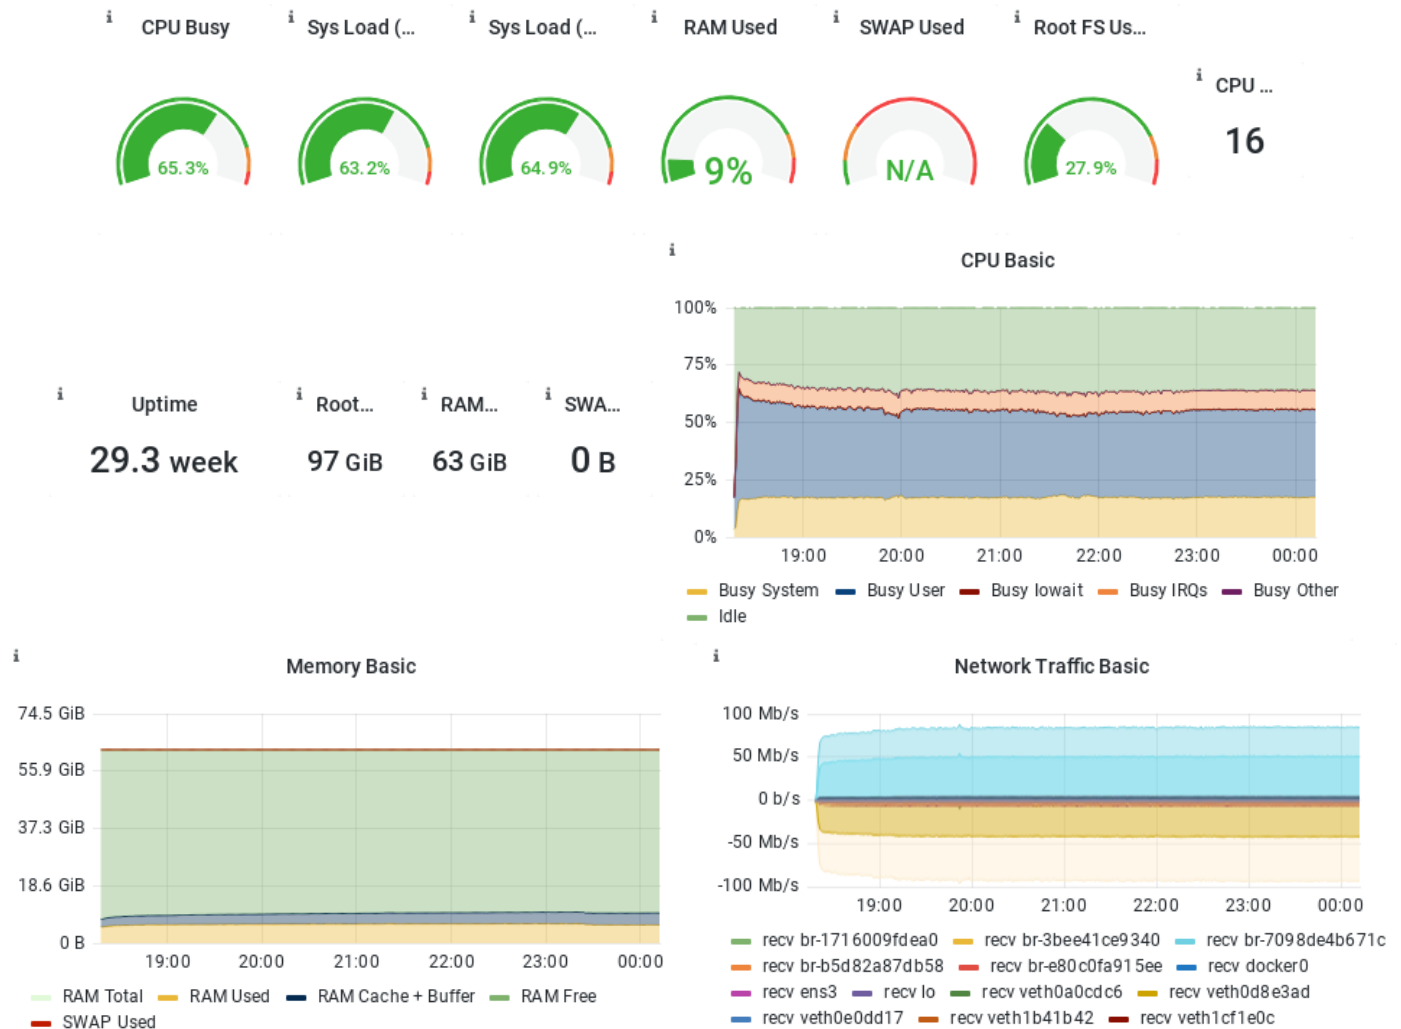 CPU Busy
Sys Load (...
Sys Load (...
RAM Used
SWAP Used
Root FS Us...
CPU ...
65.3%
63.2%
64.9%
9%
N/A
27.9%
16
Uptime
Root...
RAM...
SWA...
29.3 week
97 GiB
63 GiB
0 B
CPU Basic
100%
75%
50%
25%
0%
19:00 20:00 21:00 22:00 23:00 00:00
Busy System Busy User Busy Iowait Busy IRQs Busy Other
Idle
Memory Basic
74.5 GiB
55.9 GiB
37.3 GiB
18.6 GiB
0 B
19:00 20:00 21:00 22:00 23:00 00:00
RAM Total RAM Used RAM Cache + Buffer RAM Free
SWAP Used
Network Traffic Basic
100 Mb/s
50 Mb/s
0 b/s
-50 Mb/s
-100 Mb/s
19:00 20:00 21:00 22:00 23:00 00:00
recv br-1716009fdea0 recv br-3bee41ce9340 recv br-7098de4b671c
recv br-b5d82a87db58 recv br-e80c0fa915ee recv docker0
recv ens3 recv lo recv veth0a0cdc6 recv veth0d8e3ad
recv veth0e0dd17 recv veth1b41b42 recv veth1cf1e0c